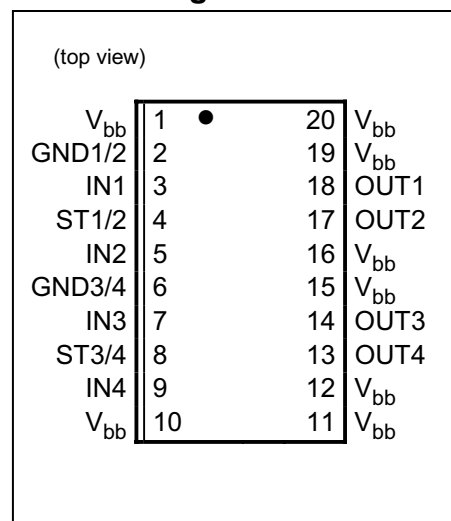 (top view)
Vbb 1 20 Vbb
GND1/2 2 19 Vbb
IN1 3 18 OUT1
ST1/2 4 17 OUT2
IN2 5 16 Vbb
GND3/4 6 15 Vbb
IN3 7 14 OUT3
ST3/4 8 13 OUT4
IN4 9 12 Vbb
Vbb 10 11 Vbb